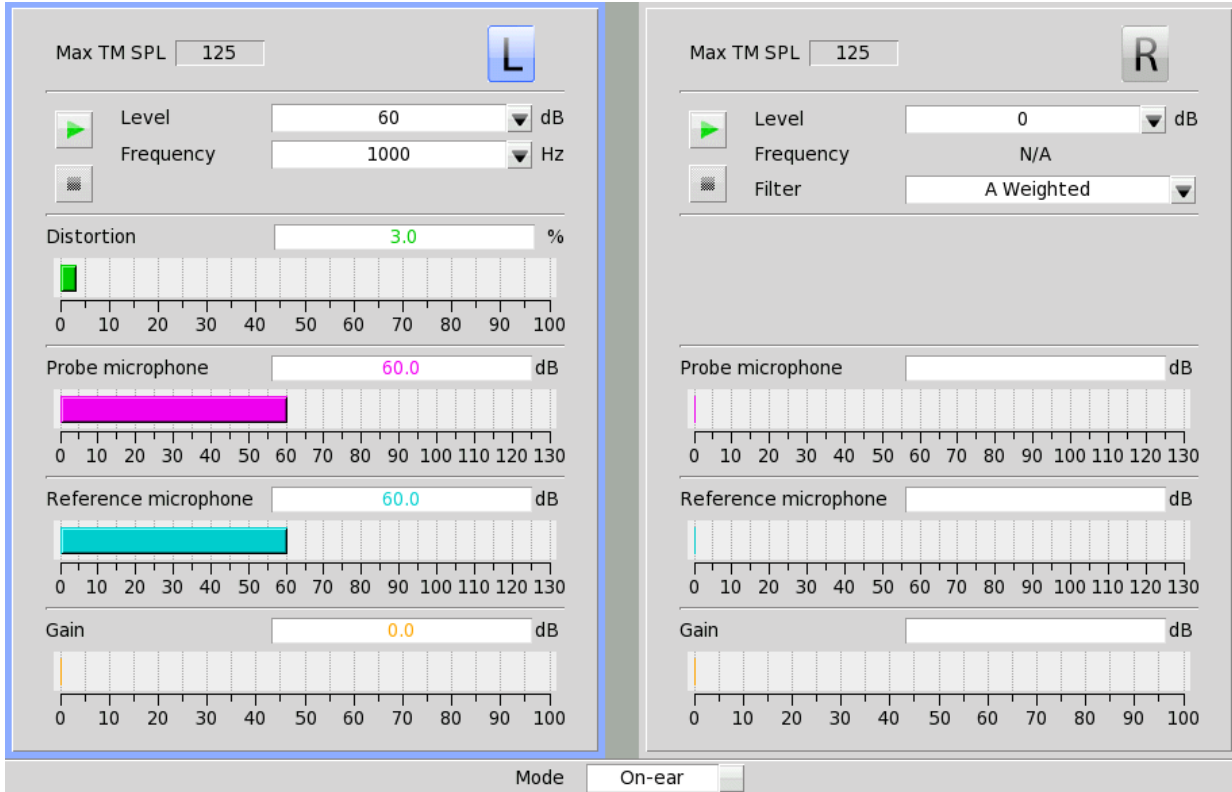 Max TM SPL 125 L
Level 60 dB
Frequency 1000 Hz
Distortion 3.0 %
0 10 20 30 40 50 60 70 80 90 100
Probe microphone 60.0 dB
0 10 20 30 40 50 60 70 80 90 100 110 120 130
Reference microphone 60.0 dB
0 10 20 30 40 50 60 70 80 90 100 110 120 130
Gain 0.0 dB
0 10 20 30 40 50 60 70 80 90 100
Max TM SPL 125 R
Level 0 dB
Frequency N/A
Filter A Weighted
Probe microphone dB
0 10 20 30 40 50 60 70 80 90 100 110 120 130
Reference microphone dB
0 10 20 30 40 50 60 70 80 90 100 110 120 130
Gain dB
0 10 20 30 40 50 60 70 80 90 100
Mode On-ear